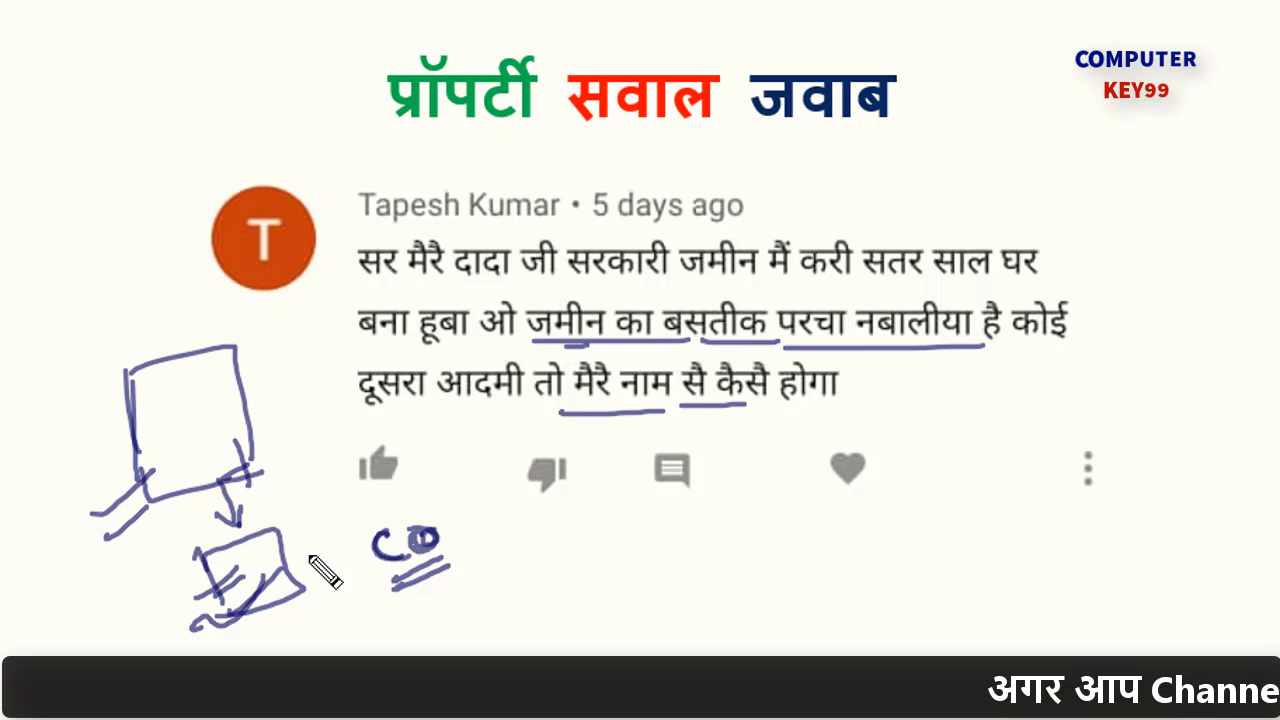 प्रॉपर्टी सवाल जवाब
COMPUTER
KEY99
T
Tapesh Kumar • 5 days ago
सर मैरै दादा जी सरकारी जमीन मैं करी सतर साल घर
बना हूबा ओ जमीन का बसतीक परचा नबालीया है कोई
दूसरा आदमी तो मैरै नाम सै कैसै होगा
CO
अगर आप Channe